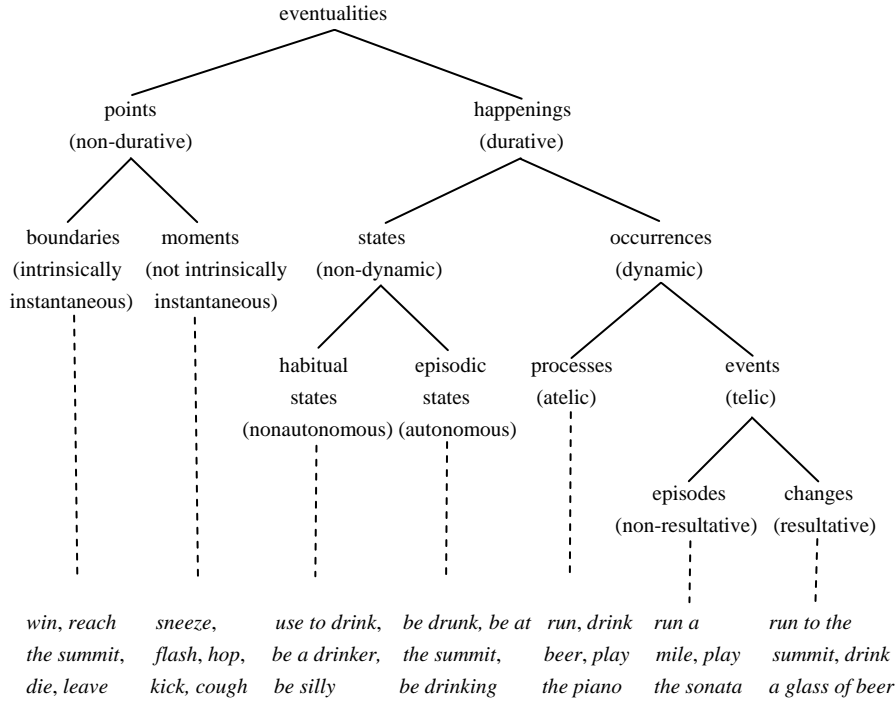 eventualities
points
(non-durative)
happenings
(durative)
boundaries
(intrinsically
instantaneous)
moments
(not intrinsically
instantaneous)
states
(non-dynamic)
occurrences
(dynamic)
habitual
states
(nonautonomous)
episodic
states
(autonomous)
processes
(atelic)
events
(telic)
episodes
(non-resultative)
changes
(resultative)
win, reach
the summit,
die, leave
sneeze,
flash, hop,
kick, cough
use to drink,
be a drinker,
be silly
be drunk, be at
the summit,
be drinking
run, drink
beer, play
the piano
run a
mile, play
the sonata
run to the
summit, drink
a glass of beer